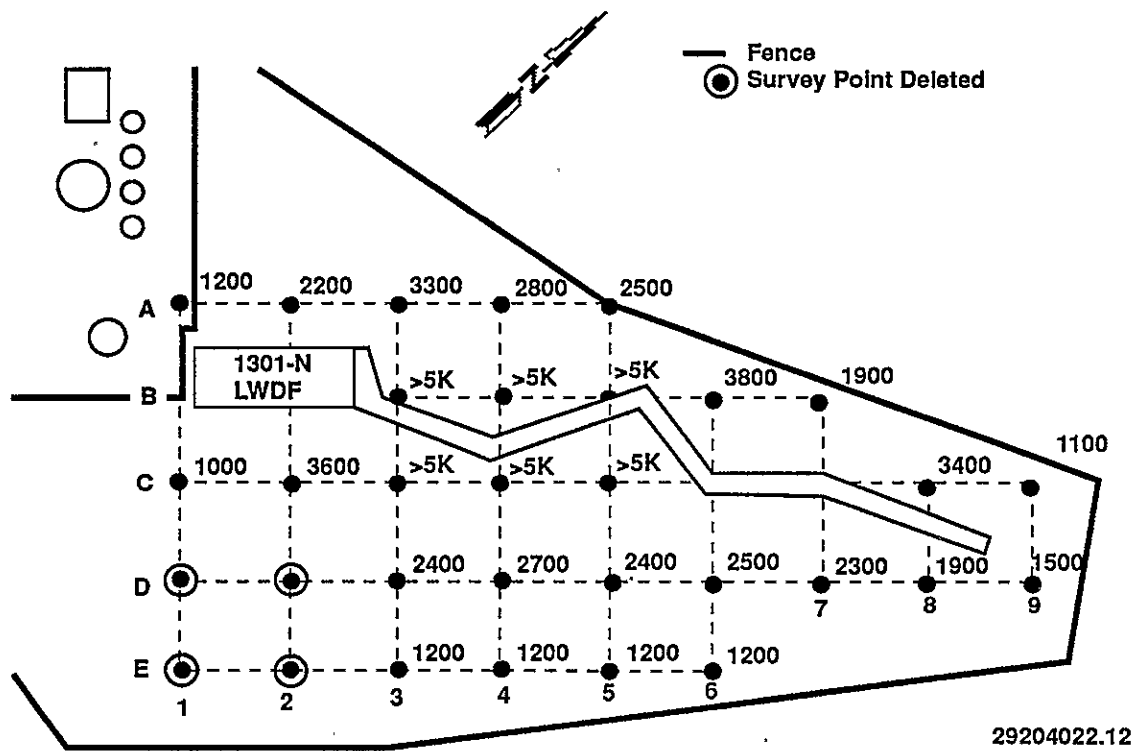 Fence
Survey Point Deleted
N
A
1200
2200
3300
2800
2500
1301-N
LWDF
B
>5K
>5K
>5K
3800
1900
C
1000
3600
>5K
>5K
>5K
3400
1100
D
2400
2700
2400
2500
2300
1900
1500
7
8
9
E
1200
1200
1200
1200
1
2
3
4
5
6
29204022.12